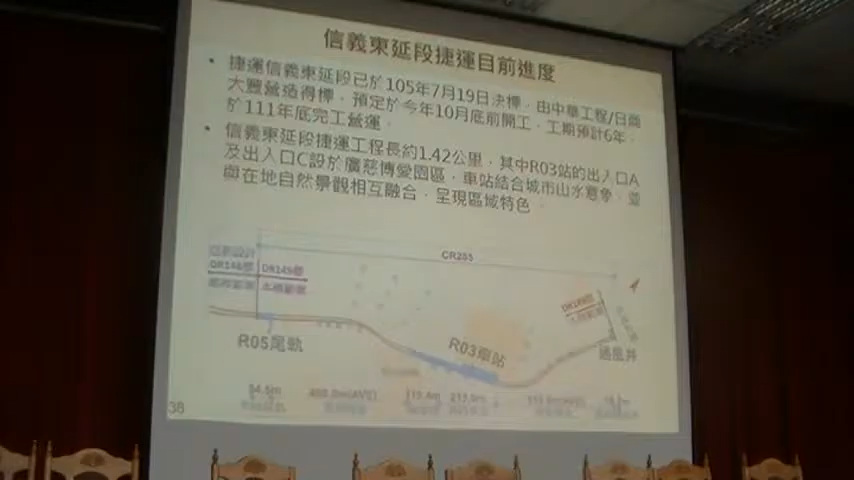 信義東延段捷運目前進度
• 捷運信義東延段已於105年7月19日決標，由中華工程/日商
大豐營造得標，預定於今年10月底前開工，工期預計6年，
於111年底完工營運。
• 信義東延段捷運工程長約1.42公里，其中R03站的出入口A
及出入口C設於廣慈博愛園區，車站結合城市山水意象，並
與在地自然景觀相互融合，呈現區域特色。
CR285
DR149標
R05尾軌
R03車站
通風井
38